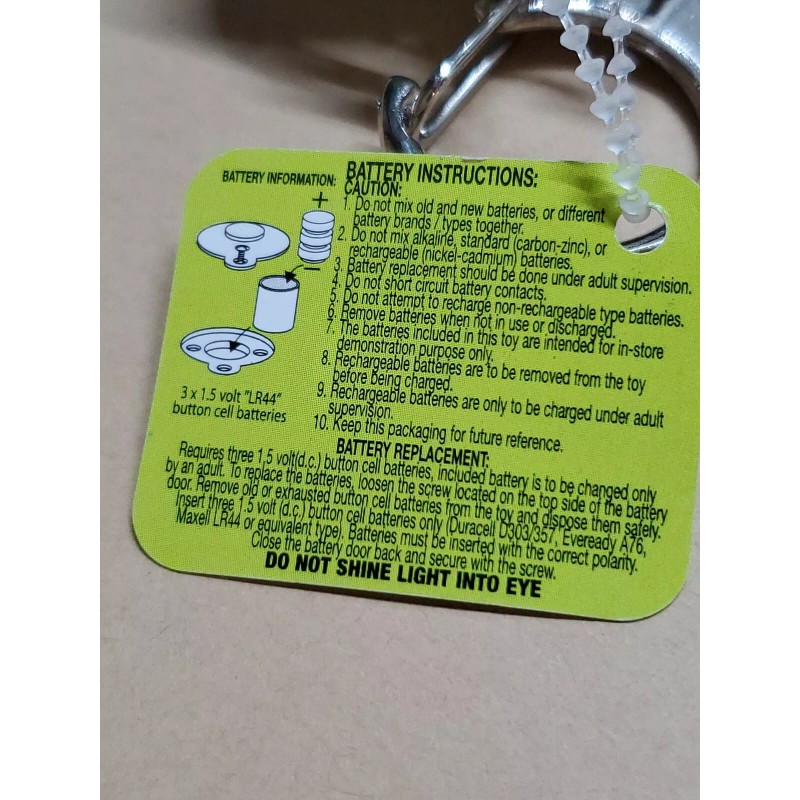 BATTERY INFORMATION:
+
−
3 x 1.5 volt "LR44"
button cell batteries
BATTERY INSTRUCTIONS:
CAUTION:
1. Do not mix old and new batteries, or different
battery brands / types together.
2. Do not mix alkaline, standard (carbon-zinc), or
rechargeable (nickel-cadmium) batteries.
3. Battery replacement should be done under adult supervision.
4. Do not short circuit battery contacts.
5. Do not attempt to recharge non-rechargeable type batteries.
6. Remove batteries when not in use or discharged.
7. The batteries included in this toy are intended for in-store
demonstration purpose only.
8. Rechargeable batteries are to be removed from the toy
before being charged.
9. Rechargeable batteries are only to be charged under adult
supervision.
10. Keep this packaging for future reference.
BATTERY REPLACEMENT:
Requires three 1.5 volt(d.c.) button cell batteries, included battery is to be changed only
by an adult. To replace the batteries, loosen the screw located on the top side of the battery
door. Remove old or exhausted button cell batteries from the toy and dispose them safely.
Insert three 1.5 volt (d.c.) button cell batteries only (Duracell D303/357, Eveready A76,
Maxell LR44 or equivalent type). Batteries must be inserted with the correct polarity.
Close the battery door back and secure with the screw.
DO NOT SHINE LIGHT INTO EYE